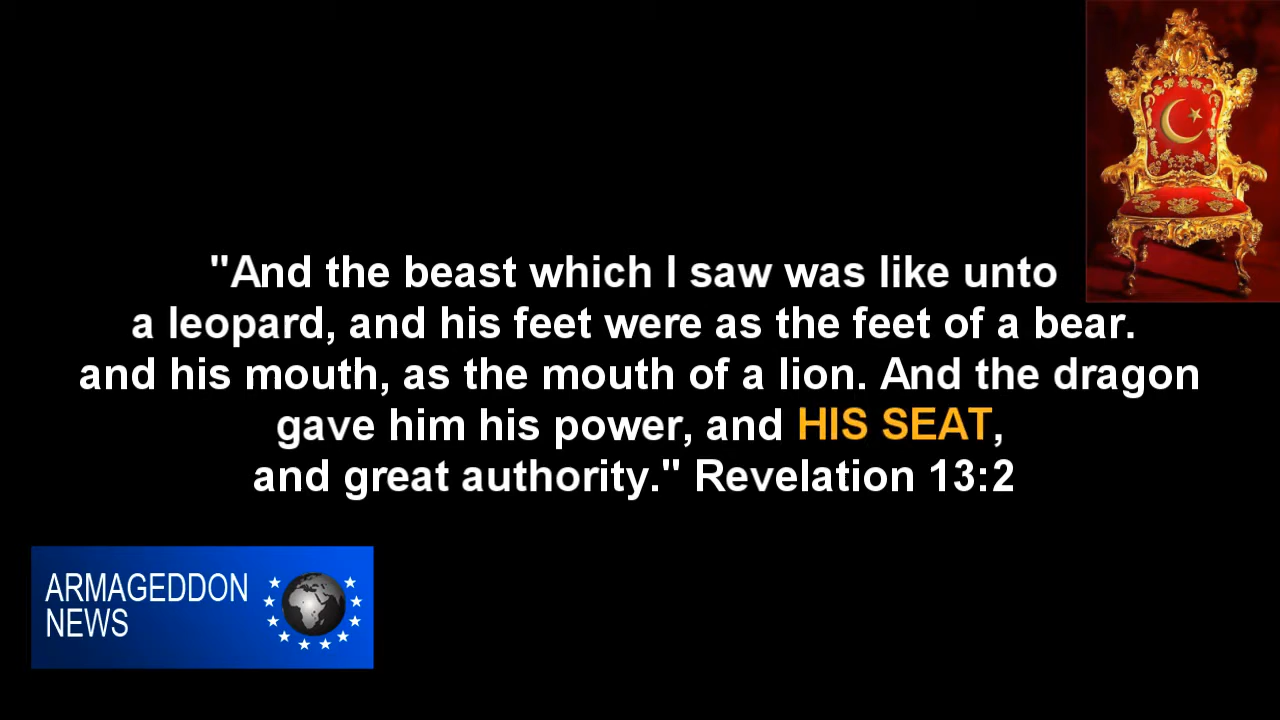 "And the beast which I saw was like unto
a leopard, and his feet were as the feet of a bear.
and his mouth, as the mouth of a lion. And the dragon
gave him his power, and HIS SEAT,
and great authority." Revelation 13:2
ARMAGEDDON
NEWS